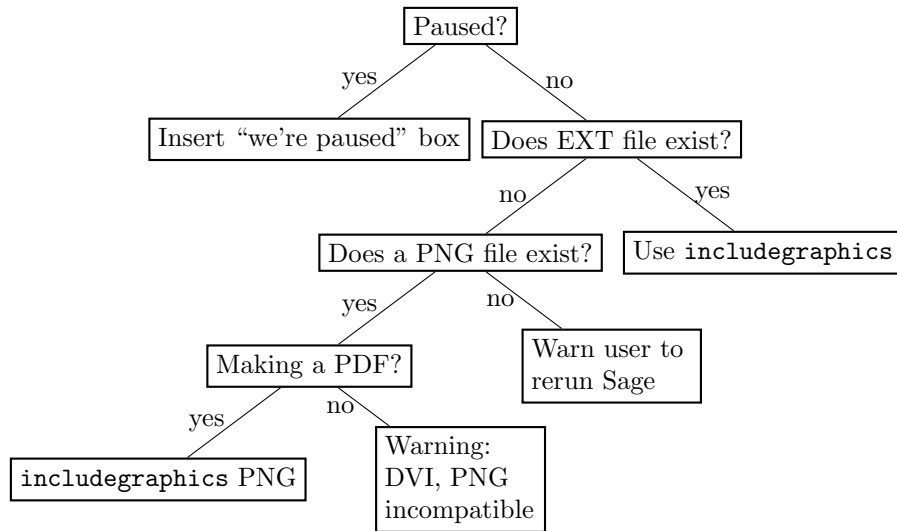 Paused?
yes
no
Insert “we’re paused” box
Does EXT file exist?
no
yes
Does a PNG file exist?
Use includegraphics
yes
no
Making a PDF?
Warn user to
rerun Sage
yes
no
includegraphics PNG
Warning:
DVI, PNG
incompatible